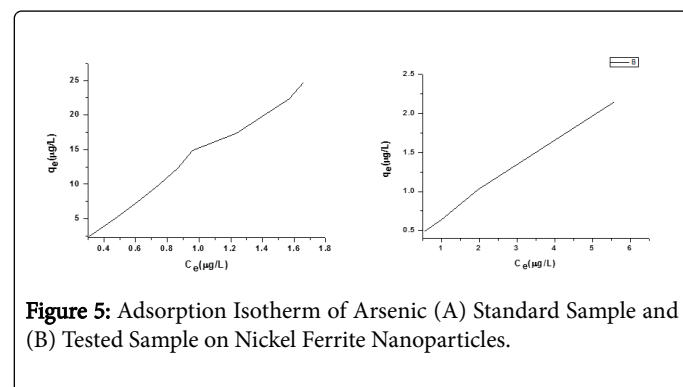 25
20
15
10
5
qe(µg/L)
0.4 0.6 0.8 1.0 1.2 1.4 1.6 1.8
Ce(µg/L)
B
2.5
2.0
1.5
1.0
0.5
qe(µg/L)
1 2 3 4 5 6
Ce(µg/L)
Figure 5: Adsorption Isotherm of Arsenic (A) Standard Sample and
(B) Tested Sample on Nickel Ferrite Nanoparticles.